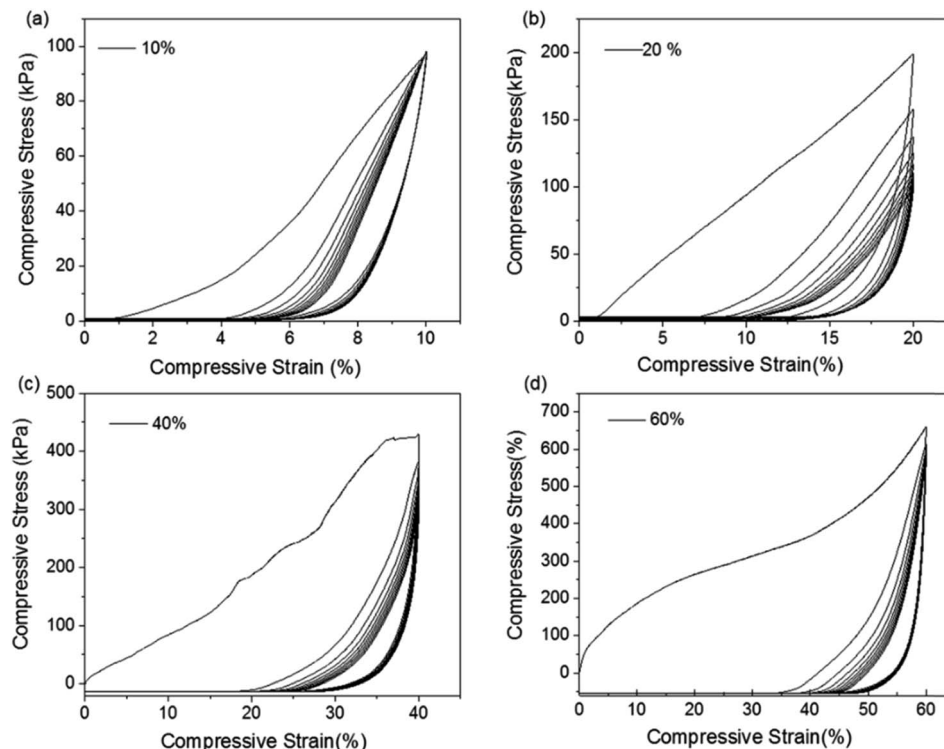 (a)
10%
100
80
60
40
20
0
Compressive Stress (kPa)
0 2 4 6 8 10
Compressive Strain (%)
(b)
20 %
200
150
100
50
0
Compressive Stress(kPa)
0 5 10 15 20
Compressive Strain(%)
(c)
40%
500
400
300
200
100
0
Compressive Stress (kPa)
0 10 20 30 40
Compressive Strain(%)
(d)
60%
700
600
500
400
300
200
100
0
Compressive Stress(%)
0 10 20 30 40 50 60
Compressive Strain(%)